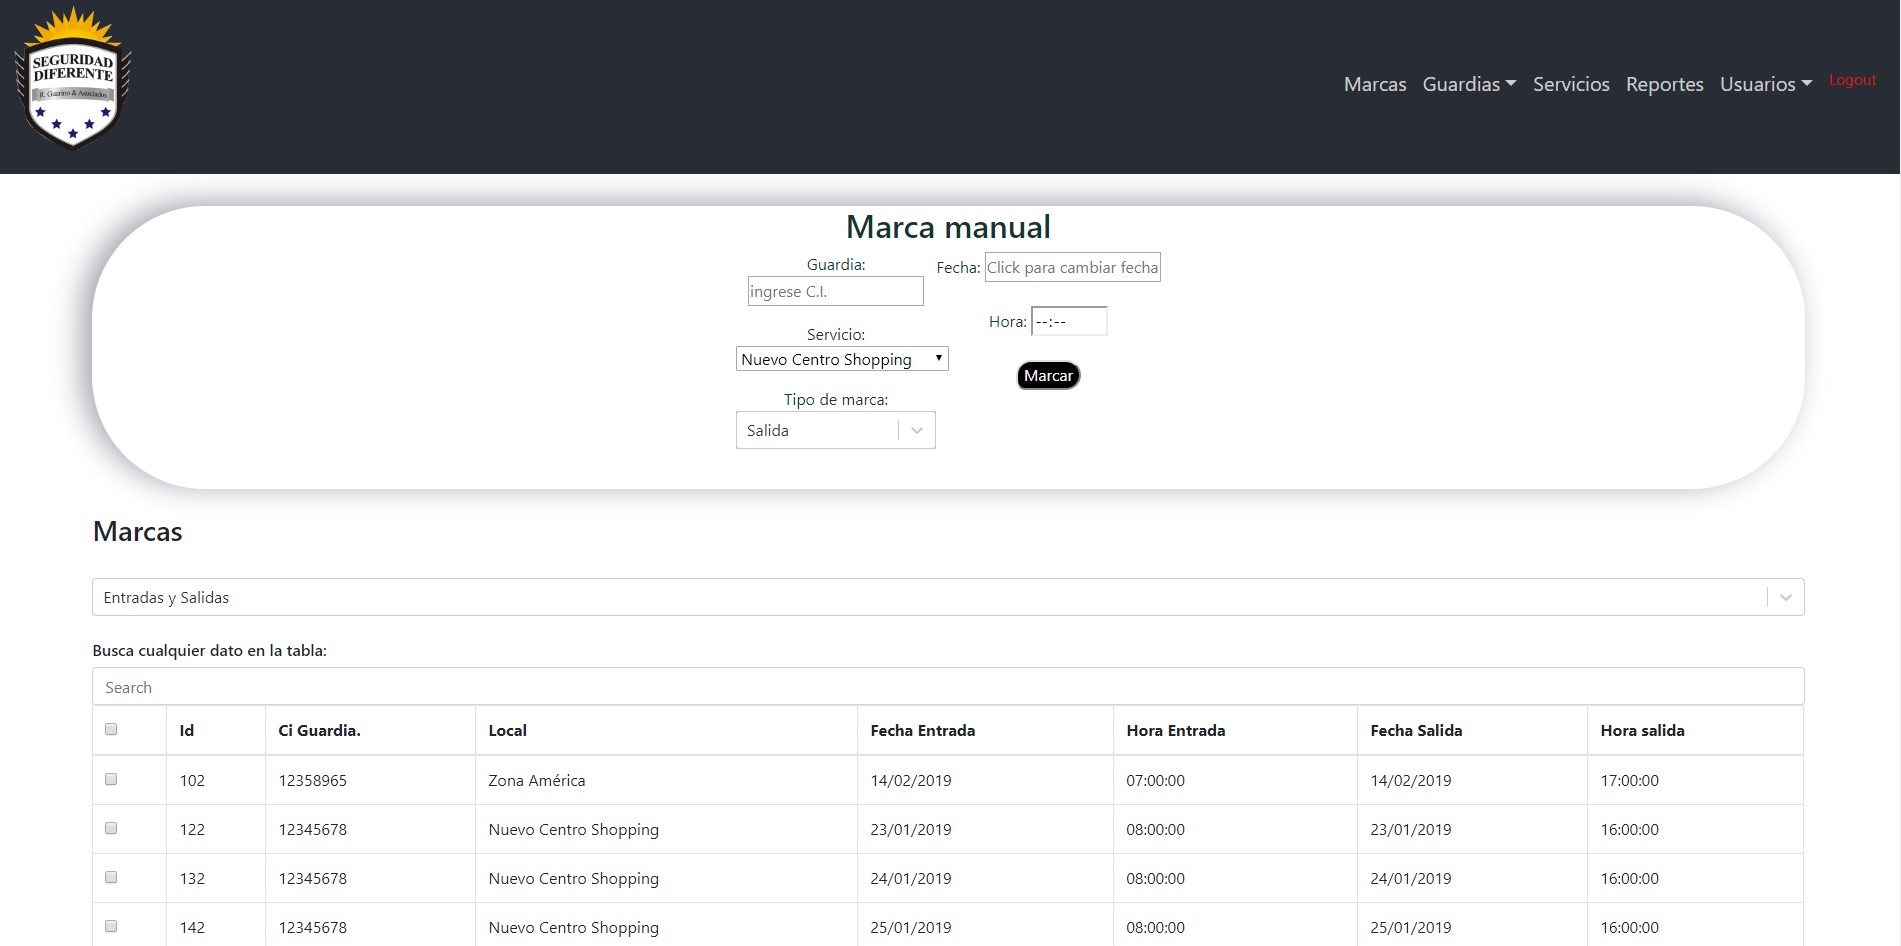 SEGURIDAD
DIFERENTE
R. Guerino & Asociados
Marcas Guardias Servicios Reportes Usuarios Logout
Marca manual
Guardia:
ingrese C.I.
Fecha: Click para cambiar fecha
Hora: --:--
Servicio:
Nuevo Centro Shopping
Marcar
Tipo de marca:
Salida
Marcas
Entradas y Salidas
Busca cualquier dato en la tabla:
Search
Id Ci Guardia. Local Fecha Entrada Hora Entrada Fecha Salida Hora salida
102 12358965 Zona América 14/02/2019 07:00:00 14/02/2019 17:00:00
122 12345678 Nuevo Centro Shopping 23/01/2019 08:00:00 23/01/2019 16:00:00
132 12345678 Nuevo Centro Shopping 24/01/2019 08:00:00 24/01/2019 16:00:00
142 12345678 Nuevo Centro Shopping 25/01/2019 08:00:00 25/01/2019 16:00:00